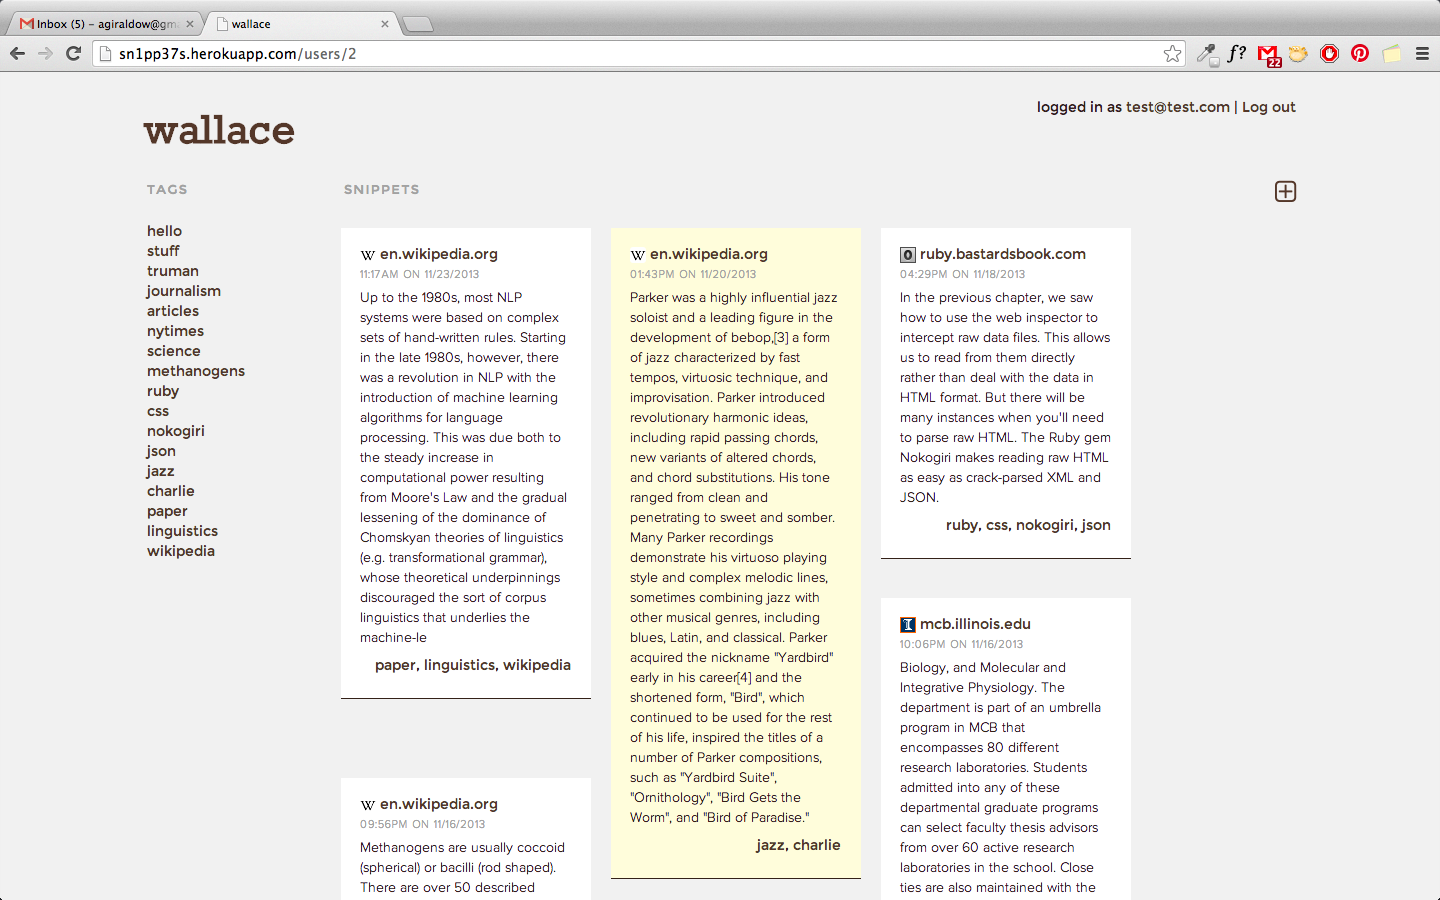 Inbox (5) – agiraldow@gm
wallace
sn1pp37s.herokuapp.com/users/2
f?
22
logged in as test@test.com | Log out
wallace
TAGS
hello
stuff
truman
journalism
articles
nytimes
science
methanogens
ruby
css
nokogiri
json
jazz
charlie
paper
linguistics
wikipedia
SNIPPETS
W en.wikipedia.org
11:17AM ON 11/23/2013
Up to the 1980s, most NLP
systems were based on complex
sets of hand-written rules. Starting
in the late 1980s, however, there
was a revolution in NLP with the
introduction of machine learning
algorithms for language
processing. This was due both to
the steady increase in
computational power resulting
from Moore's Law and the gradual
lessening of the dominance of
Chomskyan theories of linguistics
(e.g. transformational grammar),
whose theoretical underpinnings
discouraged the sort of corpus
linguistics that underlies the
machine-le
paper, linguistics, wikipedia
W en.wikipedia.org
09:56PM ON 11/16/2013
Methanogens are usually coccoid
(spherical) or bacilli (rod shaped).
There are over 50 described
W en.wikipedia.org
01:43PM ON 11/20/2013
Parker was a highly influential jazz
soloist and a leading figure in the
development of bebop,[3] a form
of jazz characterized by fast
tempos, virtuosic technique, and
improvisation. Parker introduced
revolutionary harmonic ideas,
including rapid passing chords,
new variants of altered chords,
and chord substitutions. His tone
ranged from clean and
penetrating to sweet and somber.
Many Parker recordings
demonstrate his virtuoso playing
style and complex melodic lines,
sometimes combining jazz with
other musical genres, including
blues, Latin, and classical. Parker
acquired the nickname "Yardbird"
early in his career[4] and the
shortened form, "Bird", which
continued to be used for the rest
of his life, inspired the titles of a
number of Parker compositions,
such as "Yardbird Suite",
"Ornithology", "Bird Gets the
Worm", and "Bird of Paradise."
jazz, charlie
0 ruby.bastardsbook.com
04:29PM ON 11/18/2013
In the previous chapter, we saw
how to use the web inspector to
intercept raw data files. This allows
us to read from them directly
rather than deal with the data in
HTML format. But there will be
many instances when you'll need
to parse raw HTML. The Ruby gem
Nokogiri makes reading raw HTML
as easy as crack-parsed XML and
JSON.
ruby, css, nokogiri, json
I mcb.illinois.edu
10:06PM ON 11/16/2013
Biology, and Molecular and
Integrative Physiology. The
department is part of an umbrella
program in MCB that
encompasses 80 different
research laboratories. Students
admitted into any of these
departmental graduate programs
can select faculty thesis advisors
from over 60 active research
laboratories in the school. Close
ties are also maintained with the